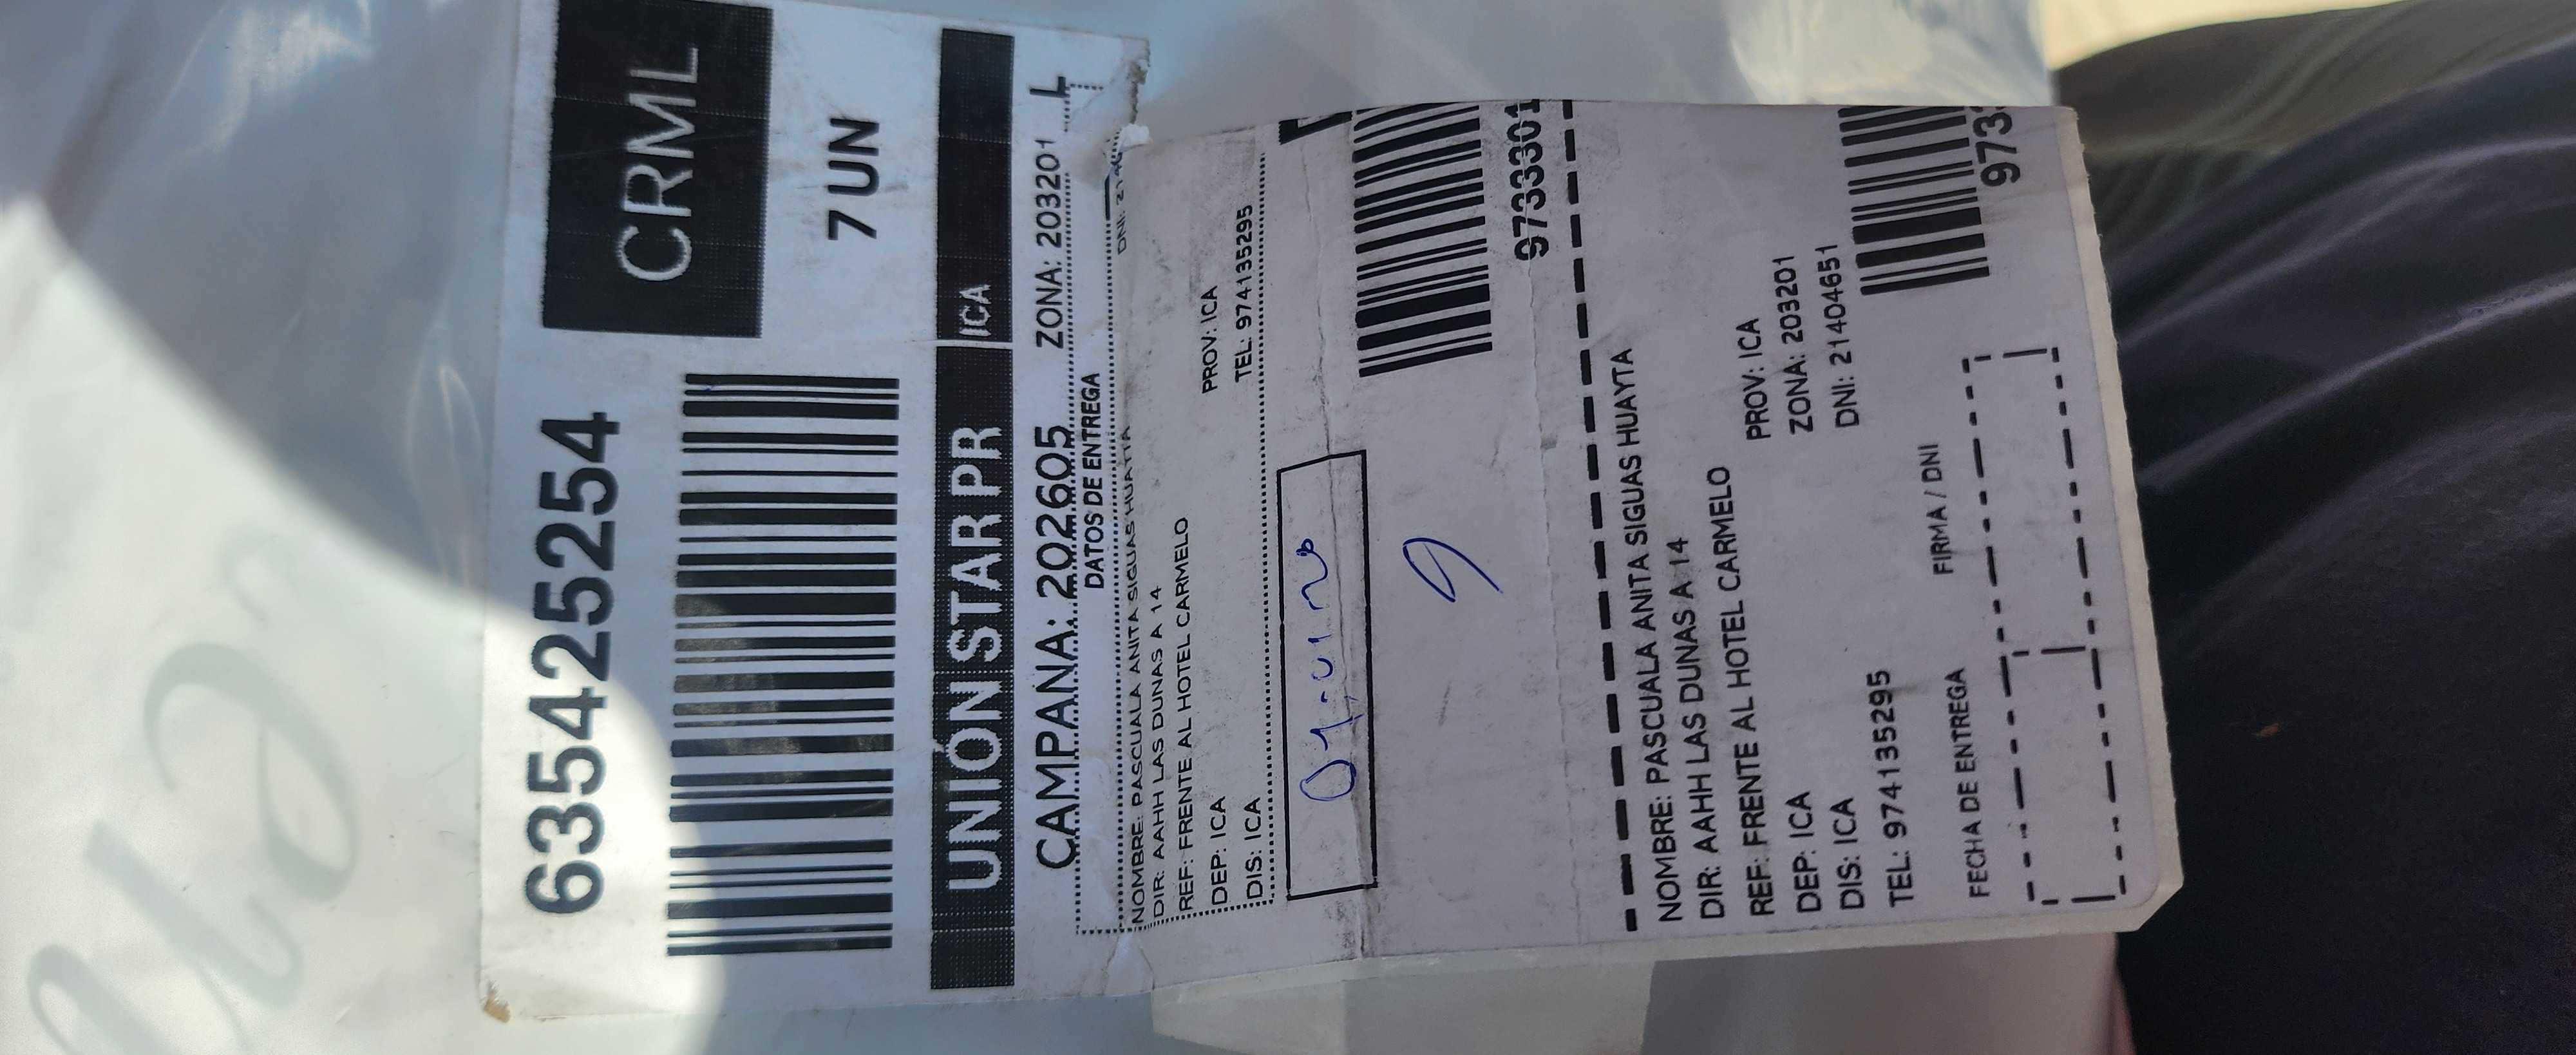 6354252254
CRML
7 UN
UNIÓN STAR PR ICA
CAMPAÑA: 202605 ZONA: 203201 L
DATOS DE ENTREGA
NOMBRE: PASCUALA ANITA SIGUAS HUAYTA
DNI:
DIR: AAHH LAS DUNAS A 14
REF: FRENTE AL HOTEL CARMELO
DEP: ICA PROV: ICA
DIS: ICA TEL: 974135295
9
9733301
NOMBRE: PASCUALA ANITA SIGUAS HUAYTA
DIR: AAHH LAS DUNAS A 14
REF: FRENTE AL HOTEL CARMELO
DEP: ICA PROV: ICA
DIS: ICA ZONA: 203201
TEL: 974135295 DNI: 21404651
973
FECHA DE ENTREGA FIRMA / DNI